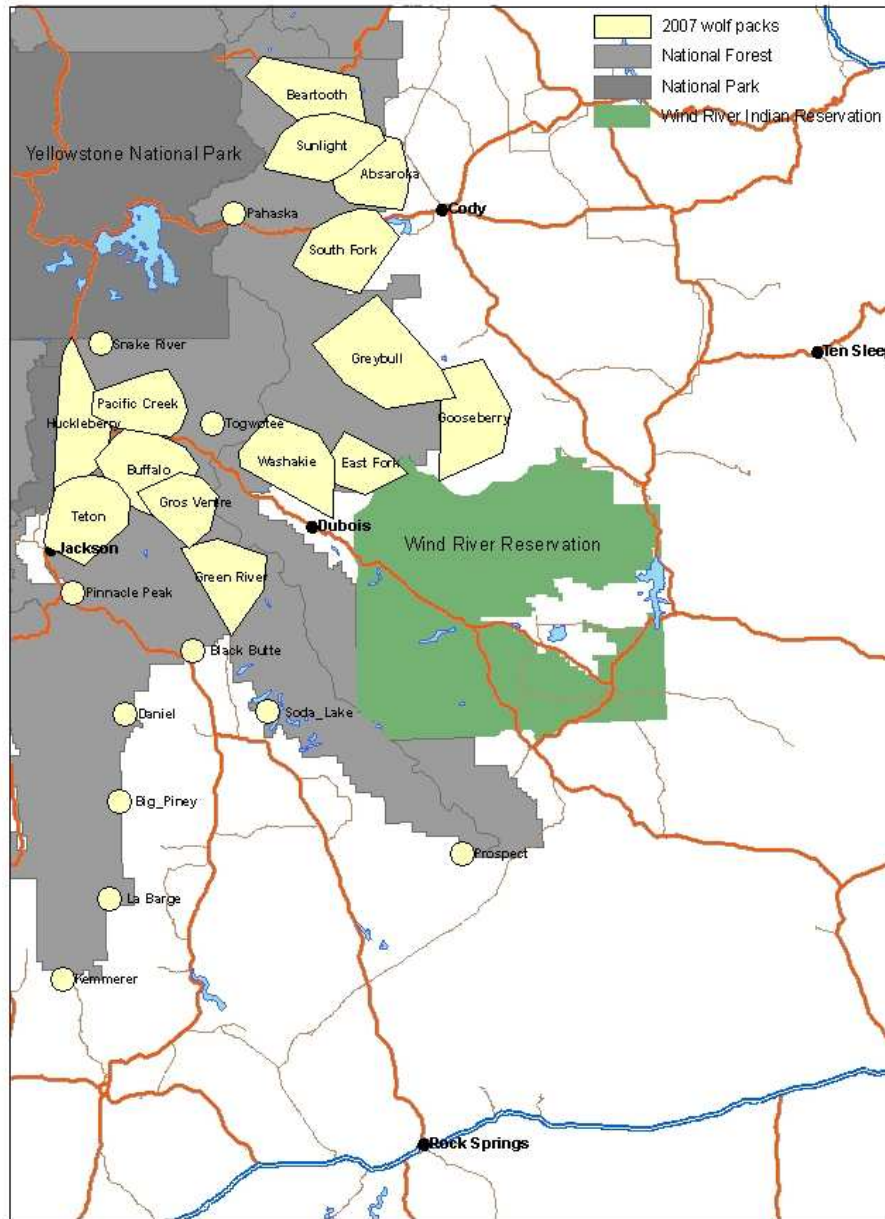 2007 wolf packs
National Forest
National Park
Wind River Indian Reservation
Beartooth
Sunlight
Yellowstone National Park
Absaroka
Pahaska
Cody
South Fork
Snake River
Greybull
Ten Sleep
Pacific Creek
Huckleberry
Togwotee
Gooseberry
Washakie
East Fork
Buffalo
Gros Ventre
Teton
Dubois
Jackson
Wind River Reservation
Green River
Pinnacle Peak
Black Butte
Daniel
Soda_Lake
Big_Piney
Prospect
La Barge
Kemmerer
Rock Springs